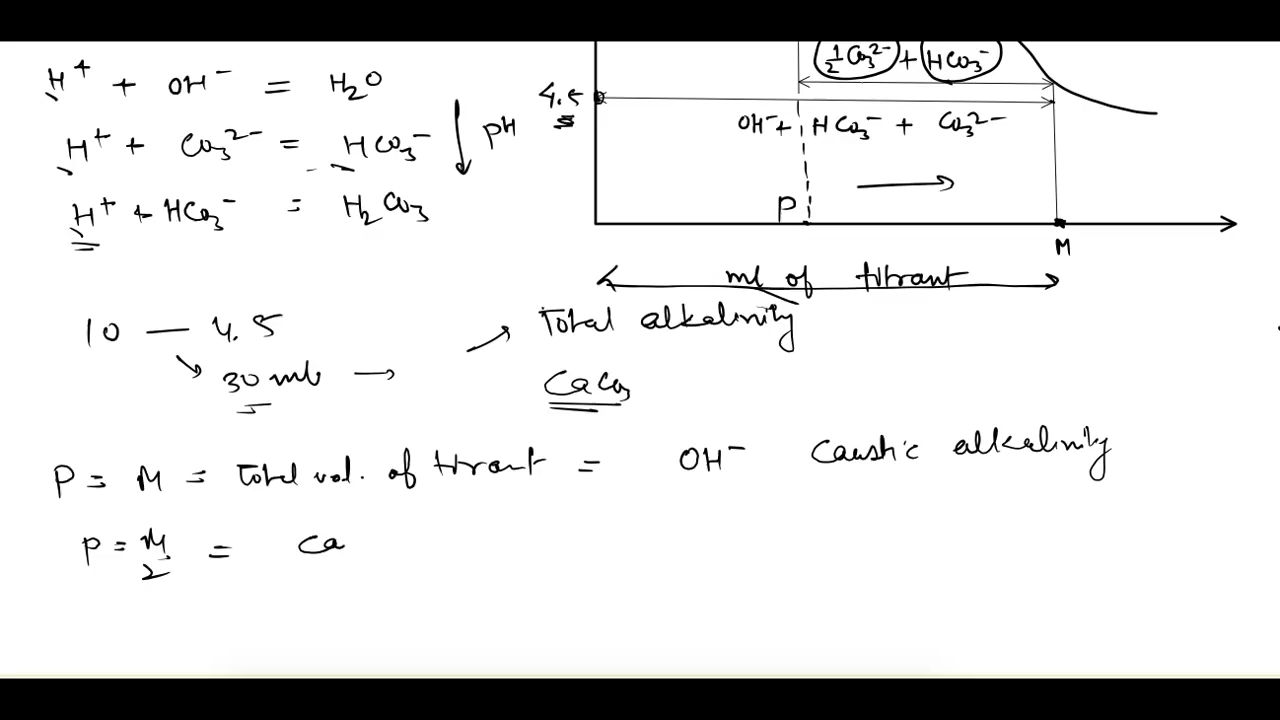 H⁺ + OH⁻ = H₂O
H⁺ + CO₃²⁻ = HCO₃⁻
H⁺ + HCO₃⁻ = H₂CO₃
pH
½CO₃²⁻ + HCO₃⁻
4.5
OH⁻ + HCO₃⁻ + CO₃²⁻
P
M
ml of titrant
10 — 4.5
→ Total alkalinity
30 ml →
CaCO₃
P = M = Total vol. of titrant = OH⁻ Caustic alkalinity
P = M/2 = Ca